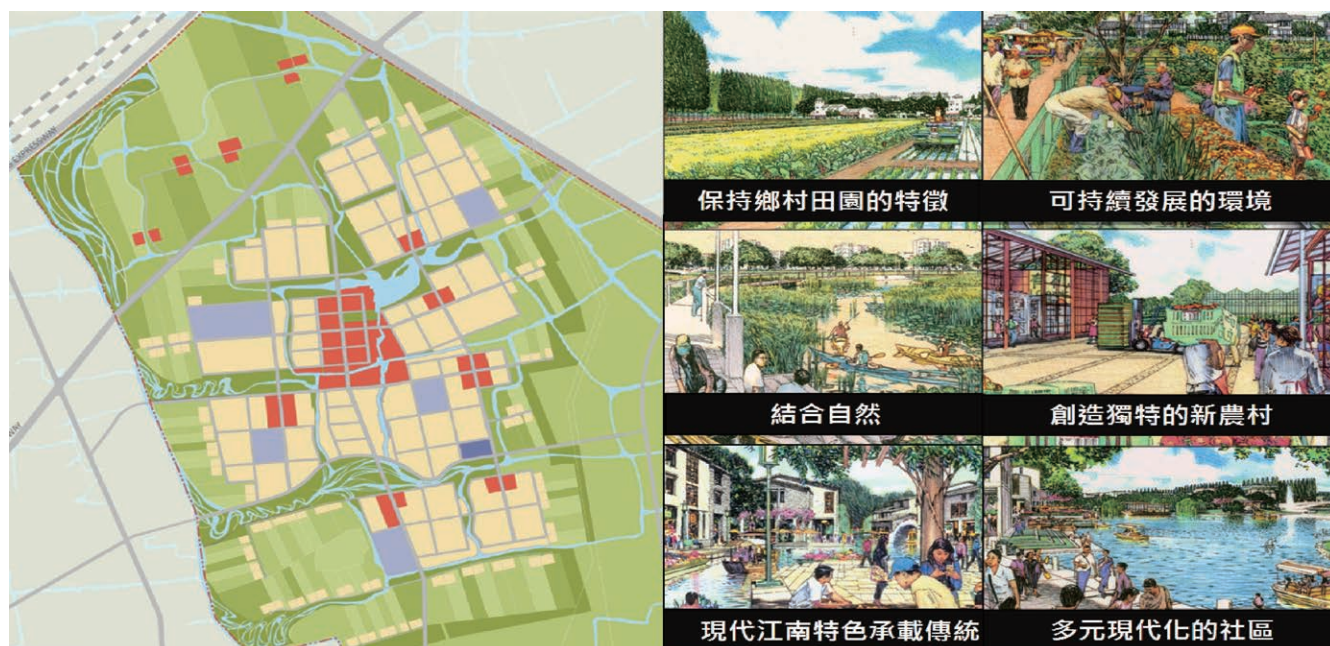 EXPRESSWAY
保持鄉村田園的特徵
可持續發展的環境
結合自然
創造獨特的新農村
現代江南特色承載傳統
多元現代化的社區